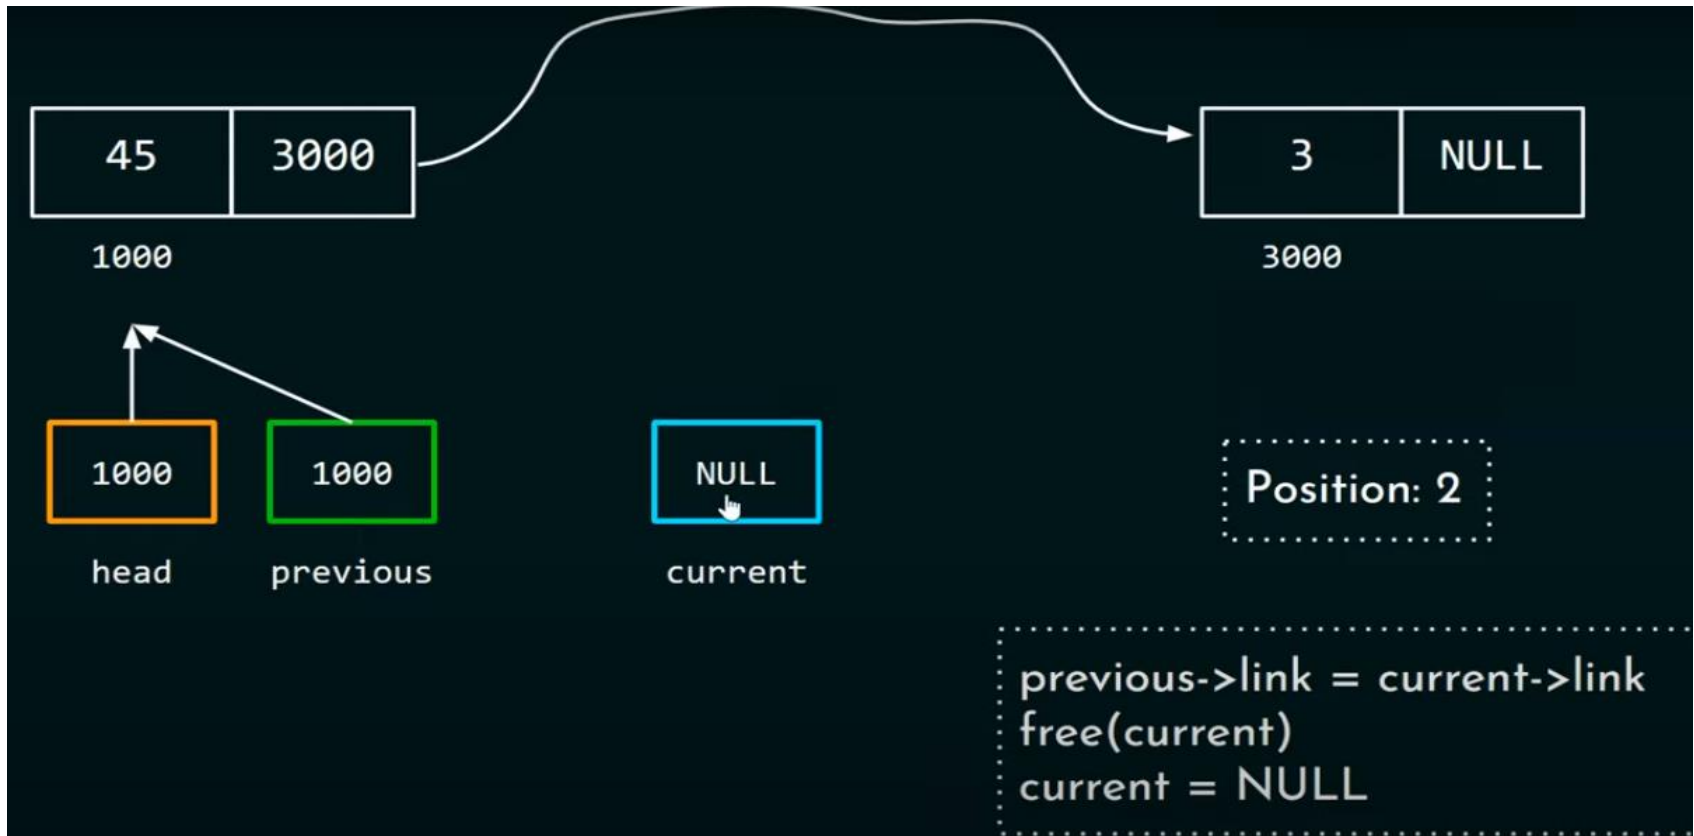 45 3000
3 NULL
1000
3000
1000
1000
NULL
head
previous
current
Position: 2
previous->link = current->link
free(current)
current = NULL